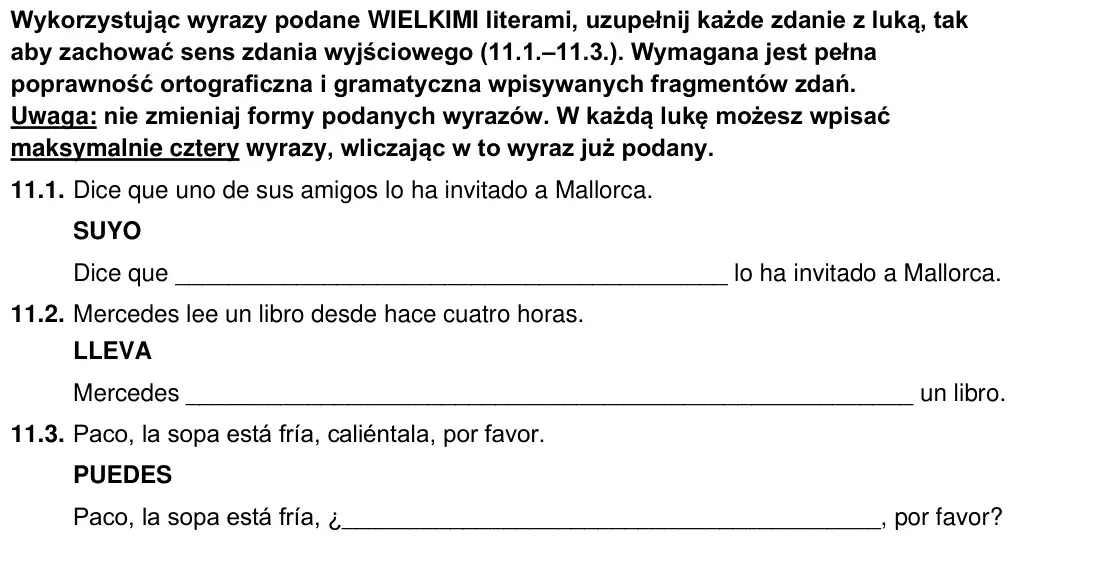 Wykorzystując wyrazy podane WIELKIMI literami, uzupełnij każde zdanie z luką, tak
aby zachować sens zdania wyjściowego (11.1.–11.3.). Wymagana jest pełna
poprawność ortograficzna i gramatyczna wpisywanych fragmentów zdań.
Uwaga: nie zmieniaj formy podanych wyrazów. W każdą lukę możesz wpisać
maksymalnie cztery wyrazy, wliczając w to wyraz już podany.
11.1. Dice que uno de sus amigos lo ha invitado a Mallorca.
SUYO
Dice que __________________________________________ lo ha invitado a Mallorca.
11.2. Mercedes lee un libro desde hace cuatro horas.
LLEVA
Mercedes ________________________________________________________ un libro.
11.3. Paco, la sopa está fría, caliéntala, por favor.
PUEDES
Paco, la sopa está fría, ¿_________________________________________, por favor?